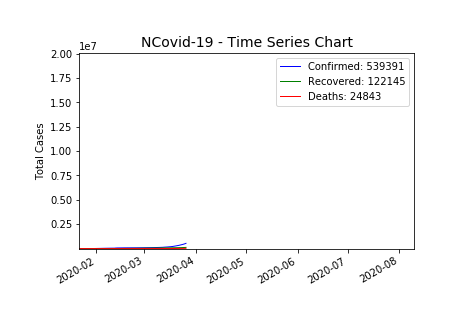 NCovid-19 - Time Series Chart
1e7
2.00
1.75
1.50
1.25
1.00
0.75
0.50
0.25
Total Cases
Confirmed: 539391
Recovered: 122145
Deaths: 24843
2020-02
2020-03
2020-04
2020-05
2020-06
2020-07
2020-08